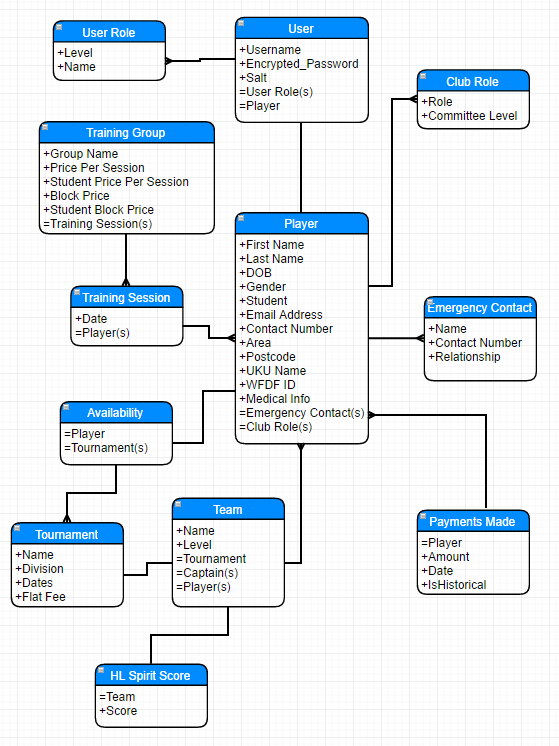 User Role
+Level
+Name
User
+Username
+Encrypted_Password
+Salt
=User Role(s)
=Player
Club Role
+Role
+Committee Level
Training Group
+Group Name
+Price Per Session
+Student Price Per Session
+Block Price
+Student Block Price
=Training Session(s)
Player
+First Name
+Last Name
+DOB
+Gender
+Student
+Email Address
+Contact Number
+Area
+Postcode
+UKU Name
+WFDF ID
+Medical Info
=Emergency Contact(s)
=Club Role(s)
Training Session
+Date
=Player(s)
Emergency Contact
+Name
+Contact Number
+Relationship
Availability
=Player
=Tournament(s)
Tournament
+Name
+Division
+Dates
+Flat Fee
Team
+Name
+Level
=Tournament
=Captain(s)
=Player(s)
Payments Made
=Player
+Amount
+Date
+IsHistorical
HL Spirit Score
=Team
+Score